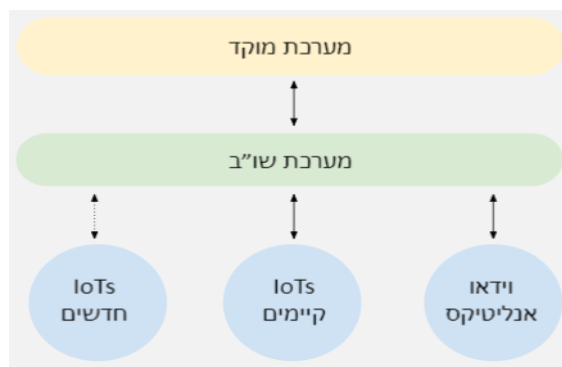 מערכת מוקד
מערכת שו"ב
וידאו
אנליטיקס
IoTs
קיימים
IoTs
חדשים